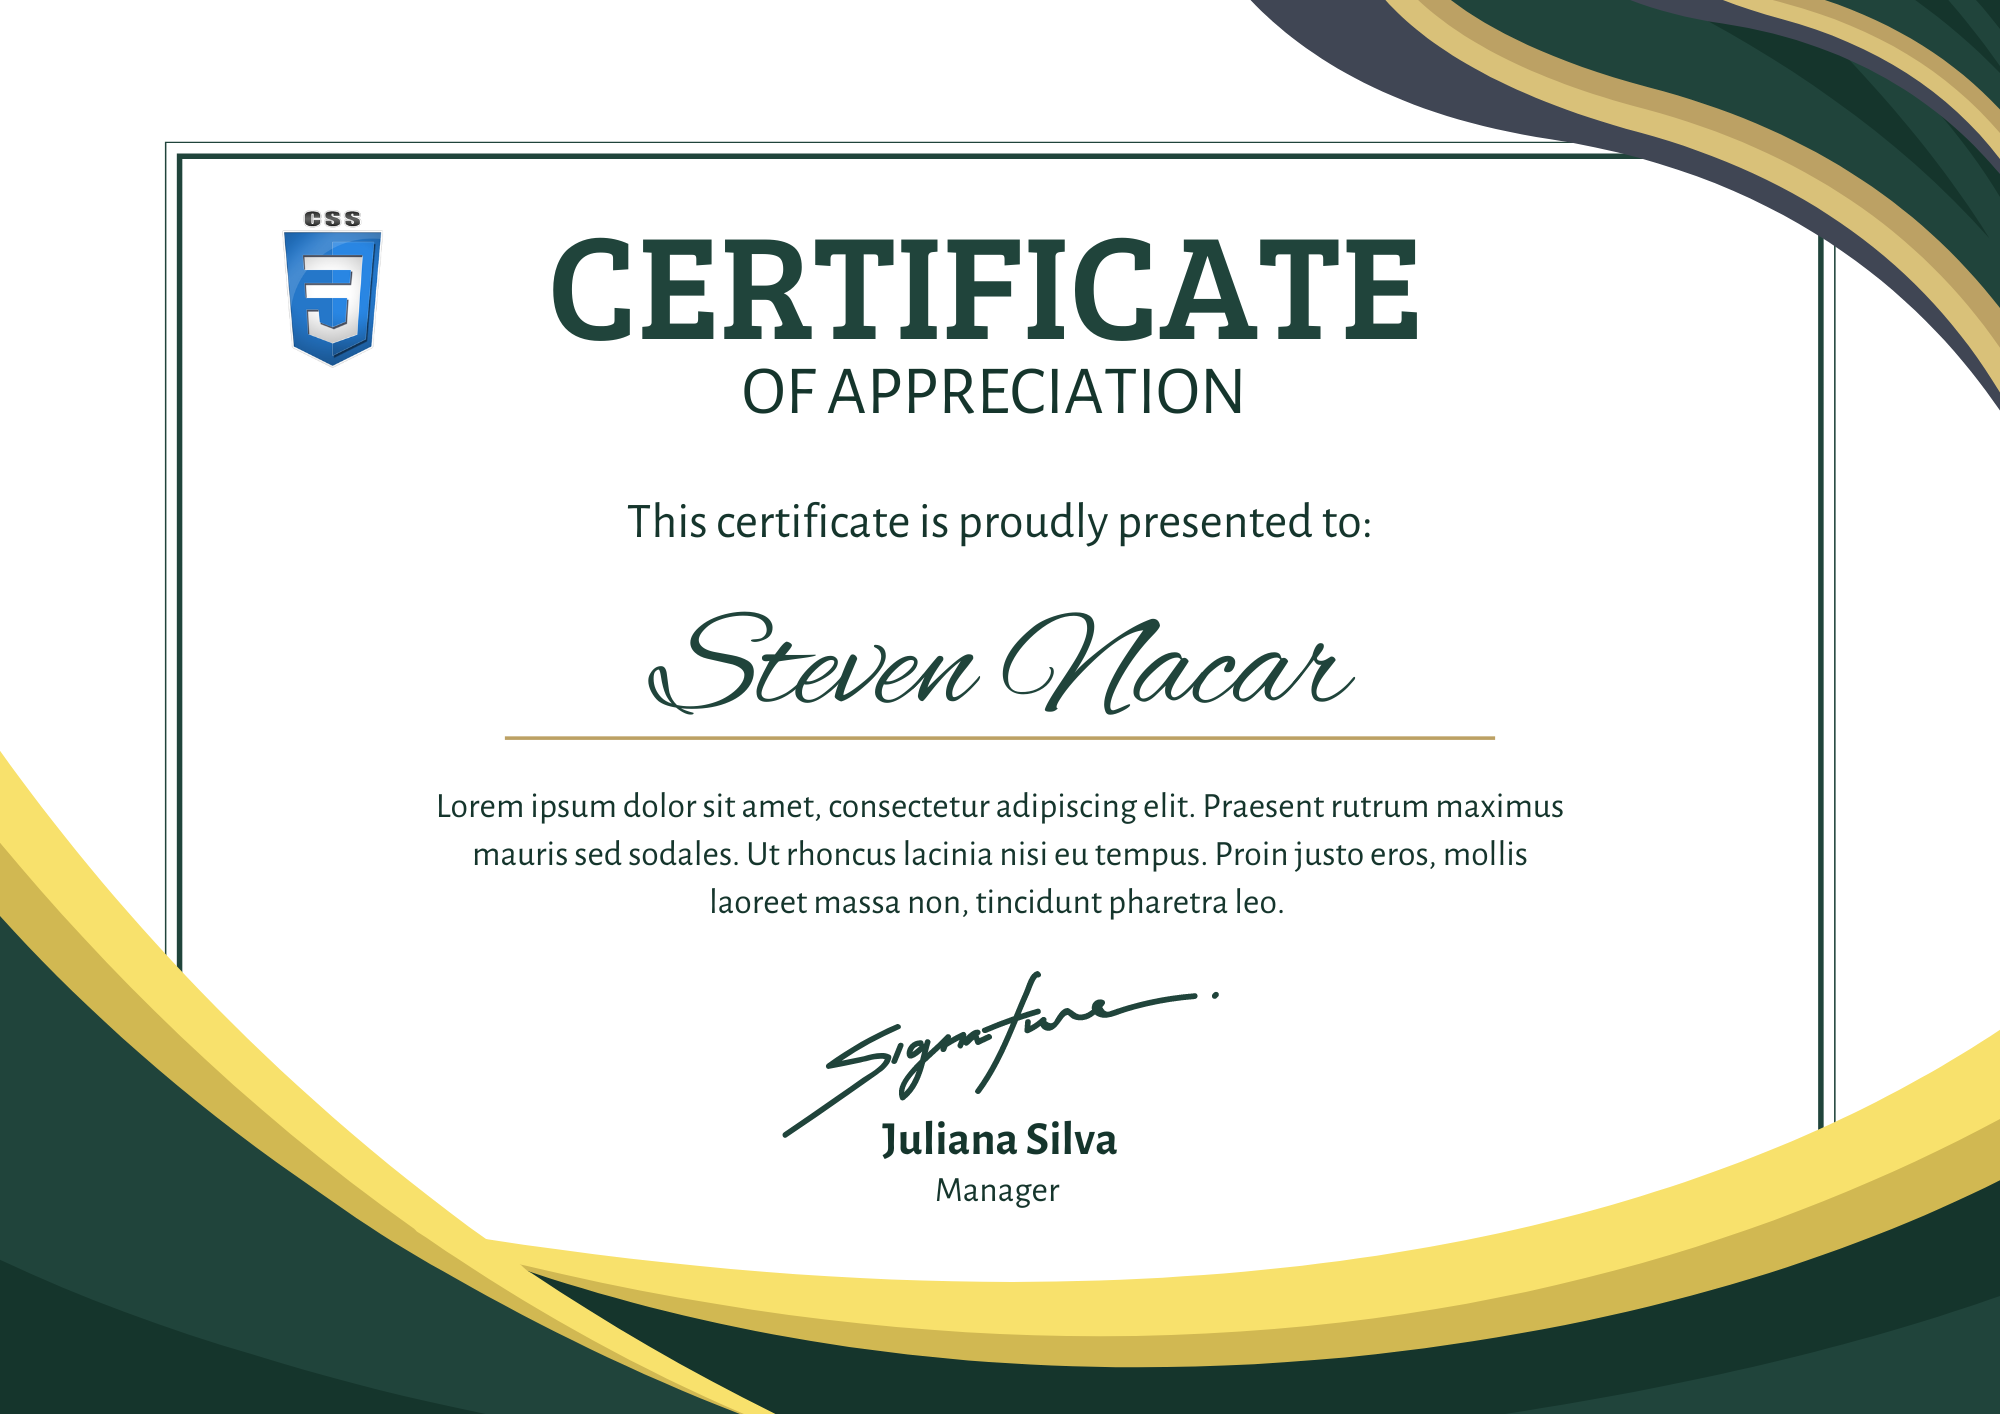 CSS
3
CERTIFICATE
OF APPRECIATION
This certificate is proudly presented to:
Steven Nacar
Lorem ipsum dolor sit amet, consectetur adipiscing elit. Praesent rutrum maximus
mauris sed sodales. Ut rhoncus lacinia nisi eu tempus. Proin justo eros, mollis
laoreet massa non, tincidunt pharetra leo.
Signature
Juliana Silva
Manager